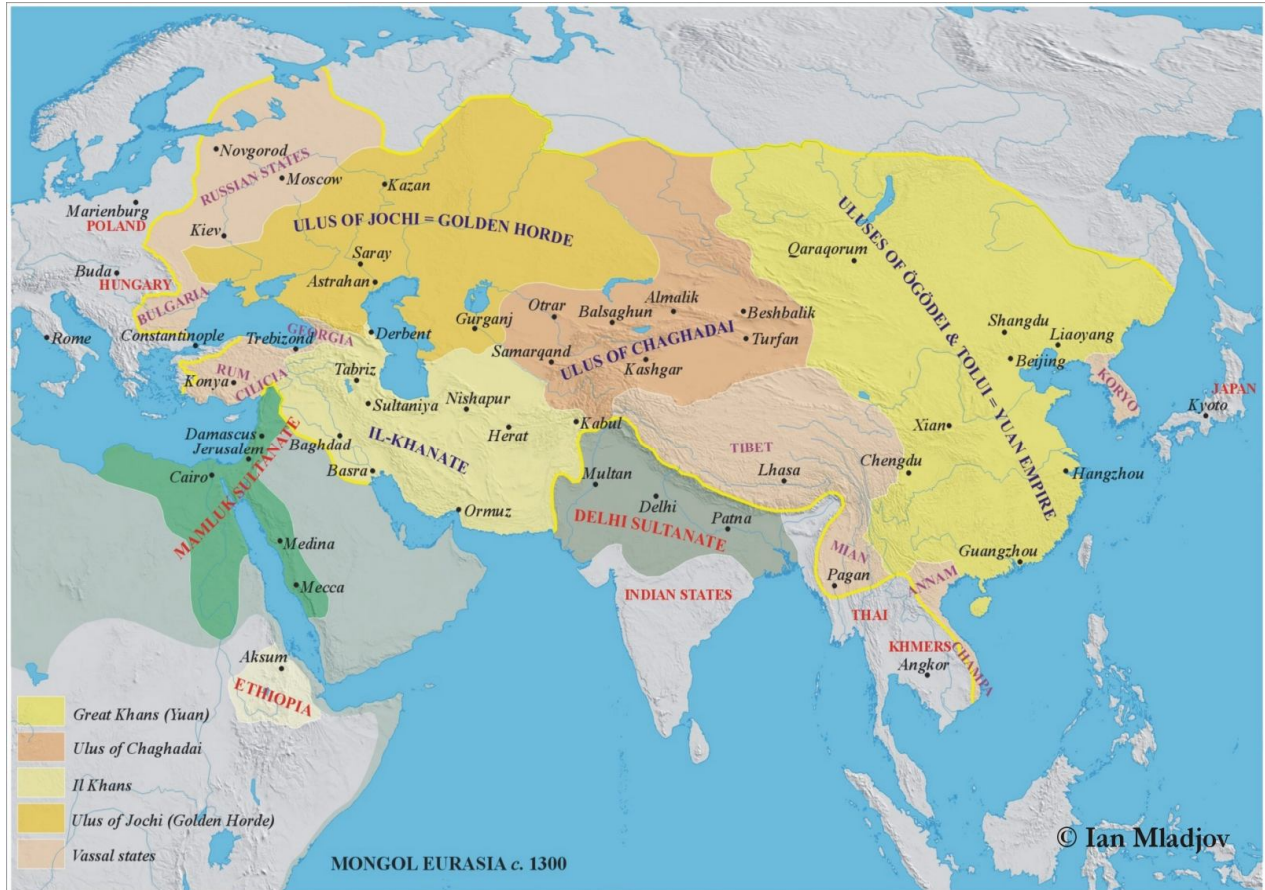 Novgorod
RUSSIAN STATES
Moscow
Kazan
Marienburg
POLAND
Kiev
ULUS OF JOCHI = GOLDEN HORDE
ULUSES OF ÖGÖDEI & TOLUI = YUAN EMPIRE
Qaraqorum
Buda
HUNGARY
Saray
Astrahan
BULGARIA
Rome
Constantinople
Trebizond
GEORGIA
Derbent
Gurganj
Otrar
Balsaghun
Almalik
Beshbalik
Turfan
Shangdu
Liaoyang
Beijing
Samarqand
ULUS OF CHAGHADAI
Kashgar
Konya
RUM
CILICIA
Tabriz
Sultaniya
Nishapur
Herat
Kabul
KORYO
JAPAN
Kyoto
Damascus
Jerusalem
Baghdad
IL-KHANATE
Xian
TIBET
Lhasa
Chengdu
Hangzhou
Cairo
MAMLUK SULTANATE
Basra
Ormuz
Multan
Delhi
Patna
DELHI SULTANATE
Medina
Mecca
MIAN
Pagan
ANNAM
Guangzhou
INDIAN STATES
THAI
KHMERS
CHAMPA
Angkor
Aksum
ETHIOPIA
Great Khans (Yuan)
Ulus of Chaghadai
Il Khans
Ulus of Jochi (Golden Horde)
Vassal states
MONGOL EURASIA c. 1300
© Ian Mladjov